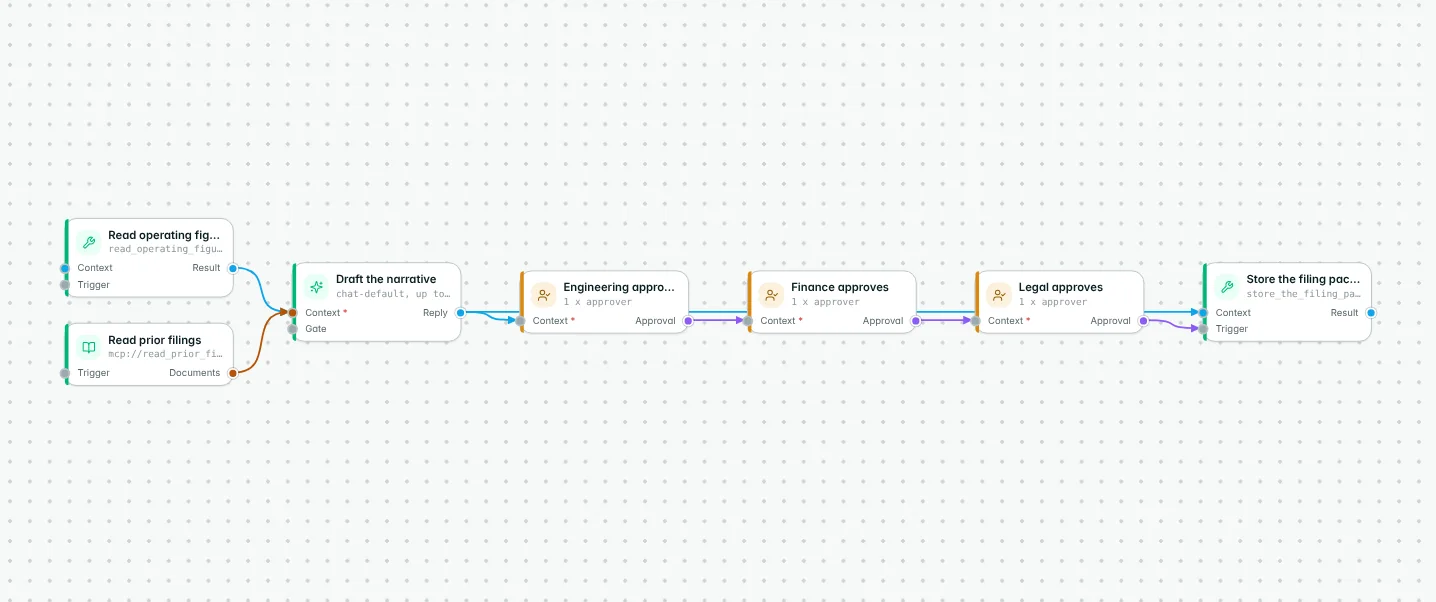 Read operating fig…
read_operating_figu…
Context Result
Trigger
Read prior filings
mcp://read_prior_fi…
Trigger Documents
Draft the narrative
chat-default, up to…
Context * Reply
Gate
Engineering appro…
1 x approver
Context * Approval
Finance approves
1 x approver
Context * Approval
Legal approves
1 x approver
Context * Approval
Store the filing pac…
store_the_filing_pa…
Context Result
Trigger